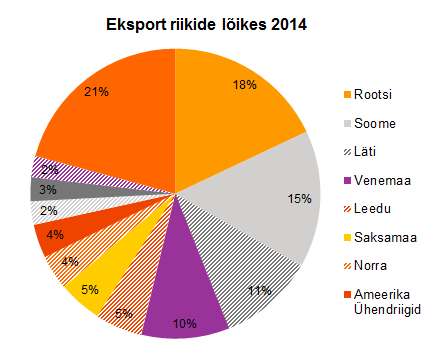 Eksport riikide lõikes 2014
18%
15%
11%
10%
5%
5%
4%
4%
2%
3%
2%
21%
Rootsi
Soome
Läti
Venemaa
Leedu
Saksamaa
Norra
Ameerika
Ühendriigid